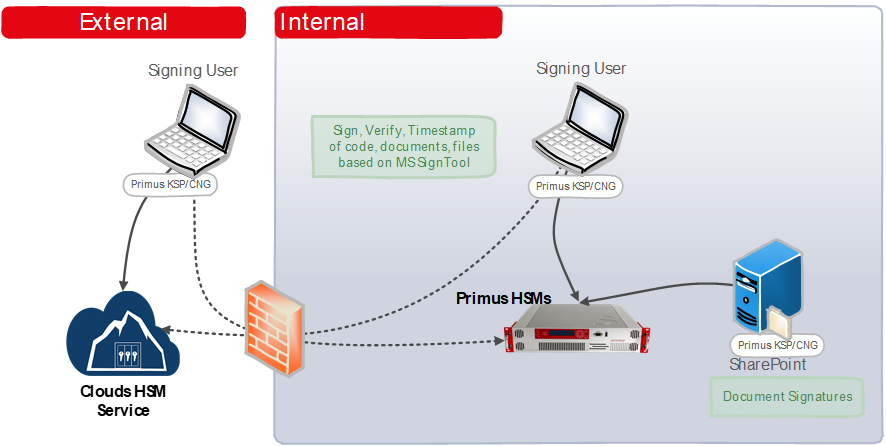 External
Internal
Signing User
Signing User
Sign, Verify, Timestamp
of code, documents, files
based on MSSignTool
Primus KSP/CNG
Primus KSP/CNG
Primus HSMs
Primus KSP/CNG
SharePoint
Clouds HSM
Service
Document Signatures